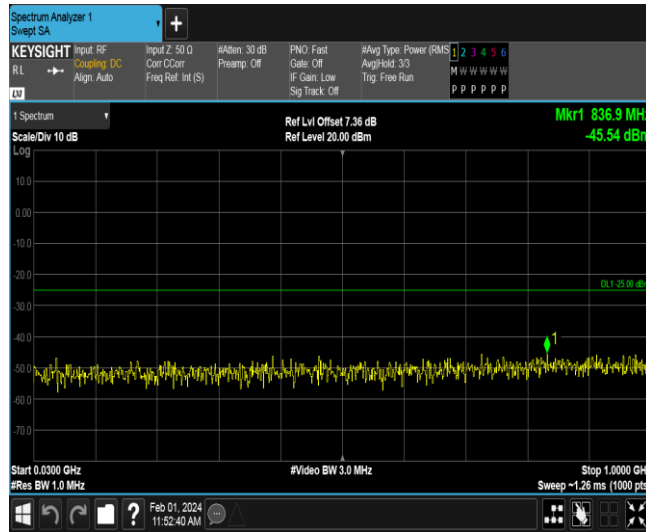 Spectrum Analyzer 1
Swept SA
+
KEYSIGHT
RL
LXI
Input: RF
Coupling: DC
Align: Auto
Input Z: 50 Ω
Corr CCorr
Freq Ref: Int (S)
#Atten: 30 dB
Preamp: Off
PNO: Fast
Gate: Off
IF Gain: Low
Sig Track: Off
#Avg Type: Power (RMS
Avg|Hold: 3/3
Trig: Free Run
1 2 3 4 5 6
M W W W W W
P P P P P P
1 Spectrum
Scale/Div 10 dB
Log
Ref Lvl Offset 7.36 dB
Ref Level 20.00 dBm
Mkr1 836.9 MHz
-45.54 dBm
10.0
0.00
-10.0
-20.0
DL1 -25.00 dBm
-30.0
-40.0
1
-50.0
-60.0
-70.0
Start 0.0300 GHz
#Res BW 1.0 MHz
#Video BW 3.0 MHz
Stop 1.0000 GHz
Sweep ~1.26 ms (1000 pts
?
Feb 01, 2024
11:52:40 AM